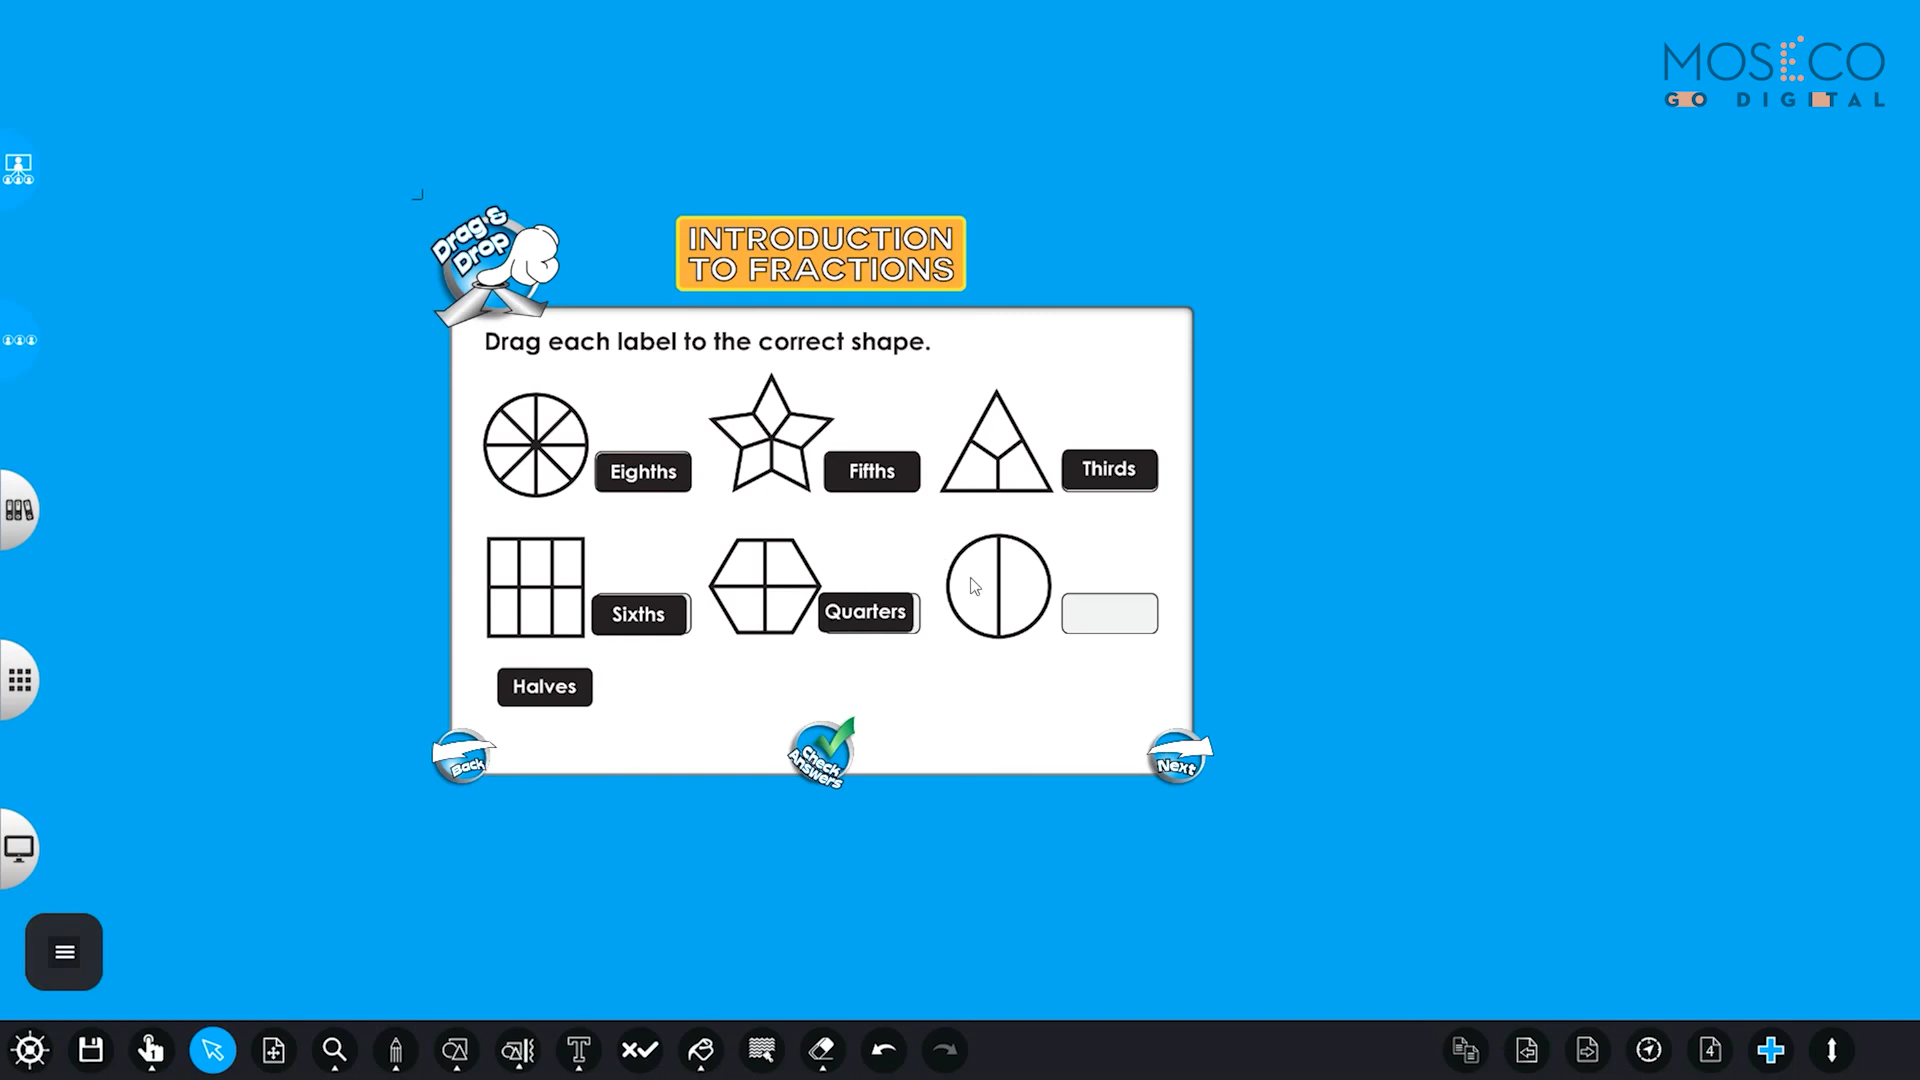 MOSECO
GO DIGITAL
Drag &
Drop
INTRODUCTION
TO FRACTIONS
Drag each label to the correct shape.
Eighths
Fifths
Thirds
Sixths
Quarters
Halves
Back
Check
Answers
Next
T
4